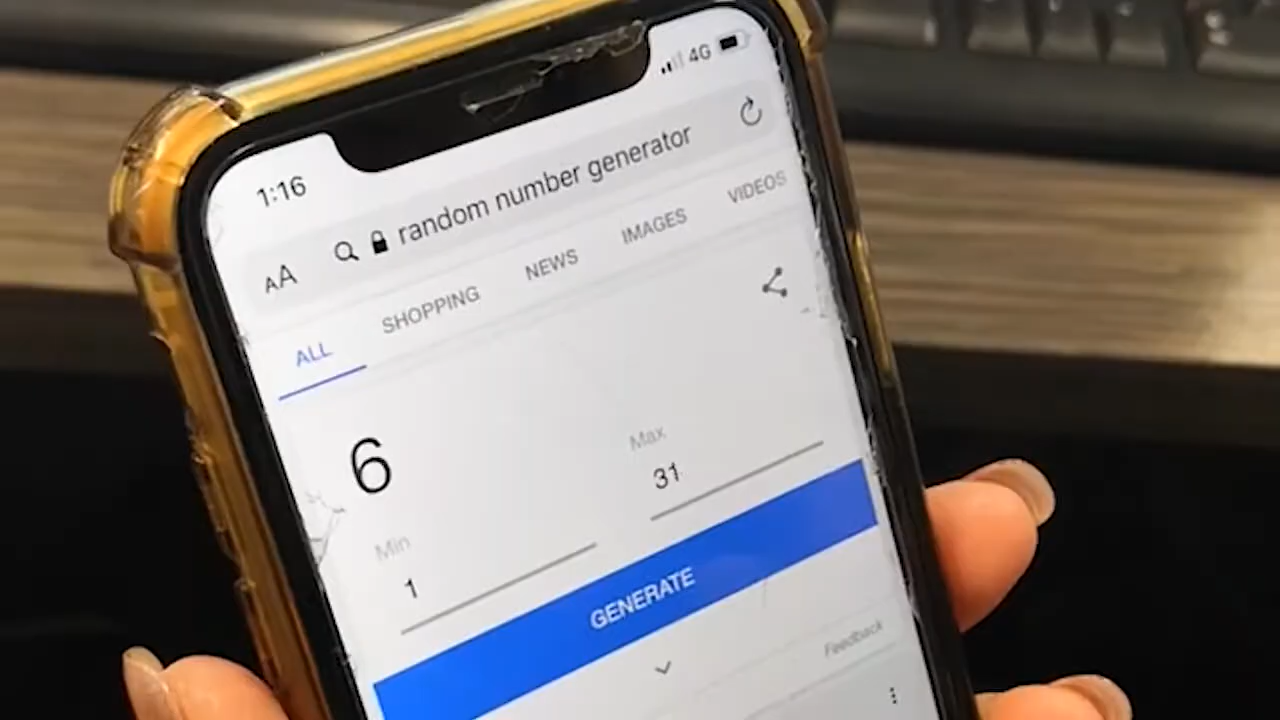 1:16 4G
AA random number generator
ALL SHOPPING NEWS IMAGES VIDEOS
6
Min Max
1 31
GENERATE
Feedback